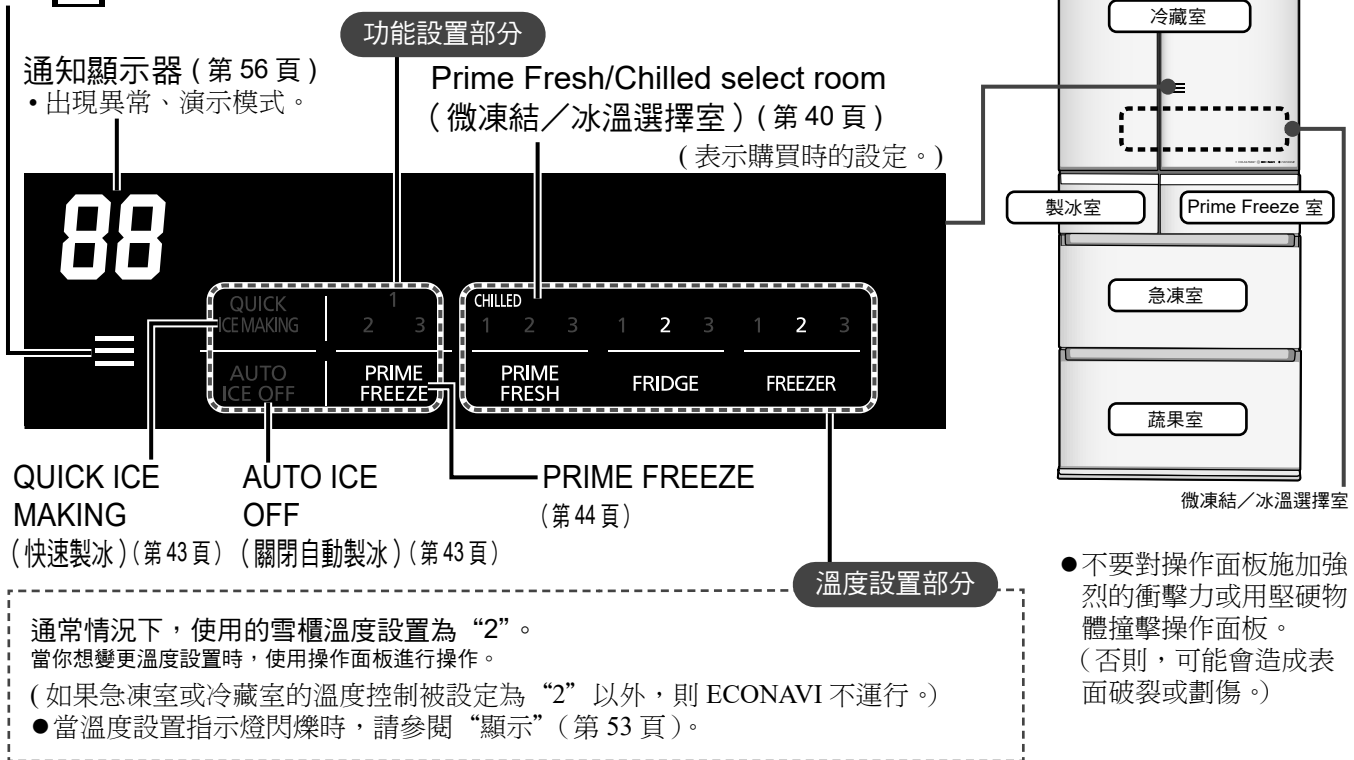 功能設置部分
通知顯示器 ( 第 56 頁 )
• 出現異常、演示模式。
Prime Fresh/Chilled select room
（微凍結／冰溫選擇室）( 第 40 頁 )
( 表示購買時的設定。)
88
QUICK
ICE MAKING
1
2 3
CHILLED
1 2 3
1 2 3
1 2 3
AUTO
ICE OFF
PRIME
FREEZE
PRIME
FRESH
FRIDGE
FREEZER
QUICK ICE
MAKING
（快速製冰）(第 43 頁)
AUTO ICE
OFF
（關閉自動製冰）(第 43 頁)
PRIME FREEZE
（第 44 頁）
溫度設置部分
通常情況下，使用的雪櫃溫度設置為“2”。
當你想變更溫度設置時，使用操作面板進行操作。
( 如果急凍室或冷藏室的溫度控制被設定為“2”以外，則 ECONAVI 不運行。)
●當溫度設置指示燈閃爍時，請參閱“顯示”（第 53 頁）。
冷藏室
製冰室
Prime Freeze 室
急凍室
蔬果室
微凍結／冰溫選擇室
●不要對操作面板施加強
烈的衝擊力或用堅硬物
體撞擊操作面板。
（否則，可能會造成表
面破裂或劃傷。）